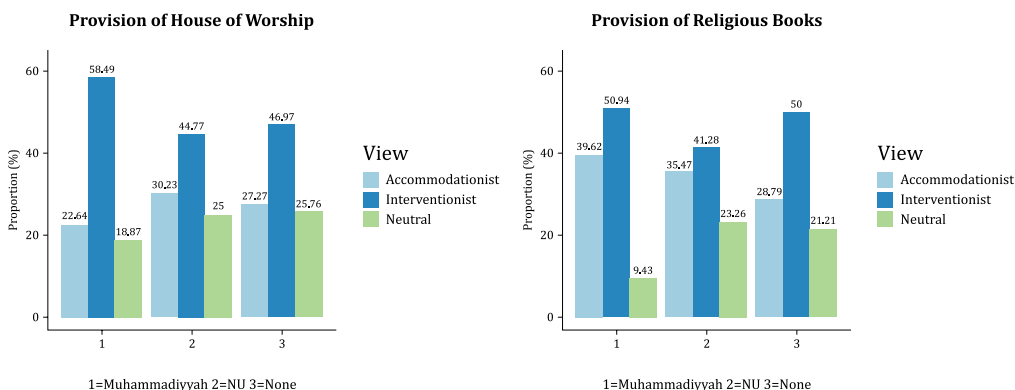 Provision of House of Worship
Proportion (%)
60
40
20
0
22.64
58.49
18.87
30.23
44.77
25
27.27
46.97
25.76
1
2
3
1=Muhammadiyyah 2=NU 3=None
View
Accommodationist
Interventionist
Neutral
Provision of Religious Books
Proportion (%)
60
40
20
0
39.62
50.94
9.43
35.47
41.28
23.26
28.79
50
21.21
1
2
3
1=Muhammadiyyah 2=NU 3=None
View
Accommodationist
Interventionist
Neutral